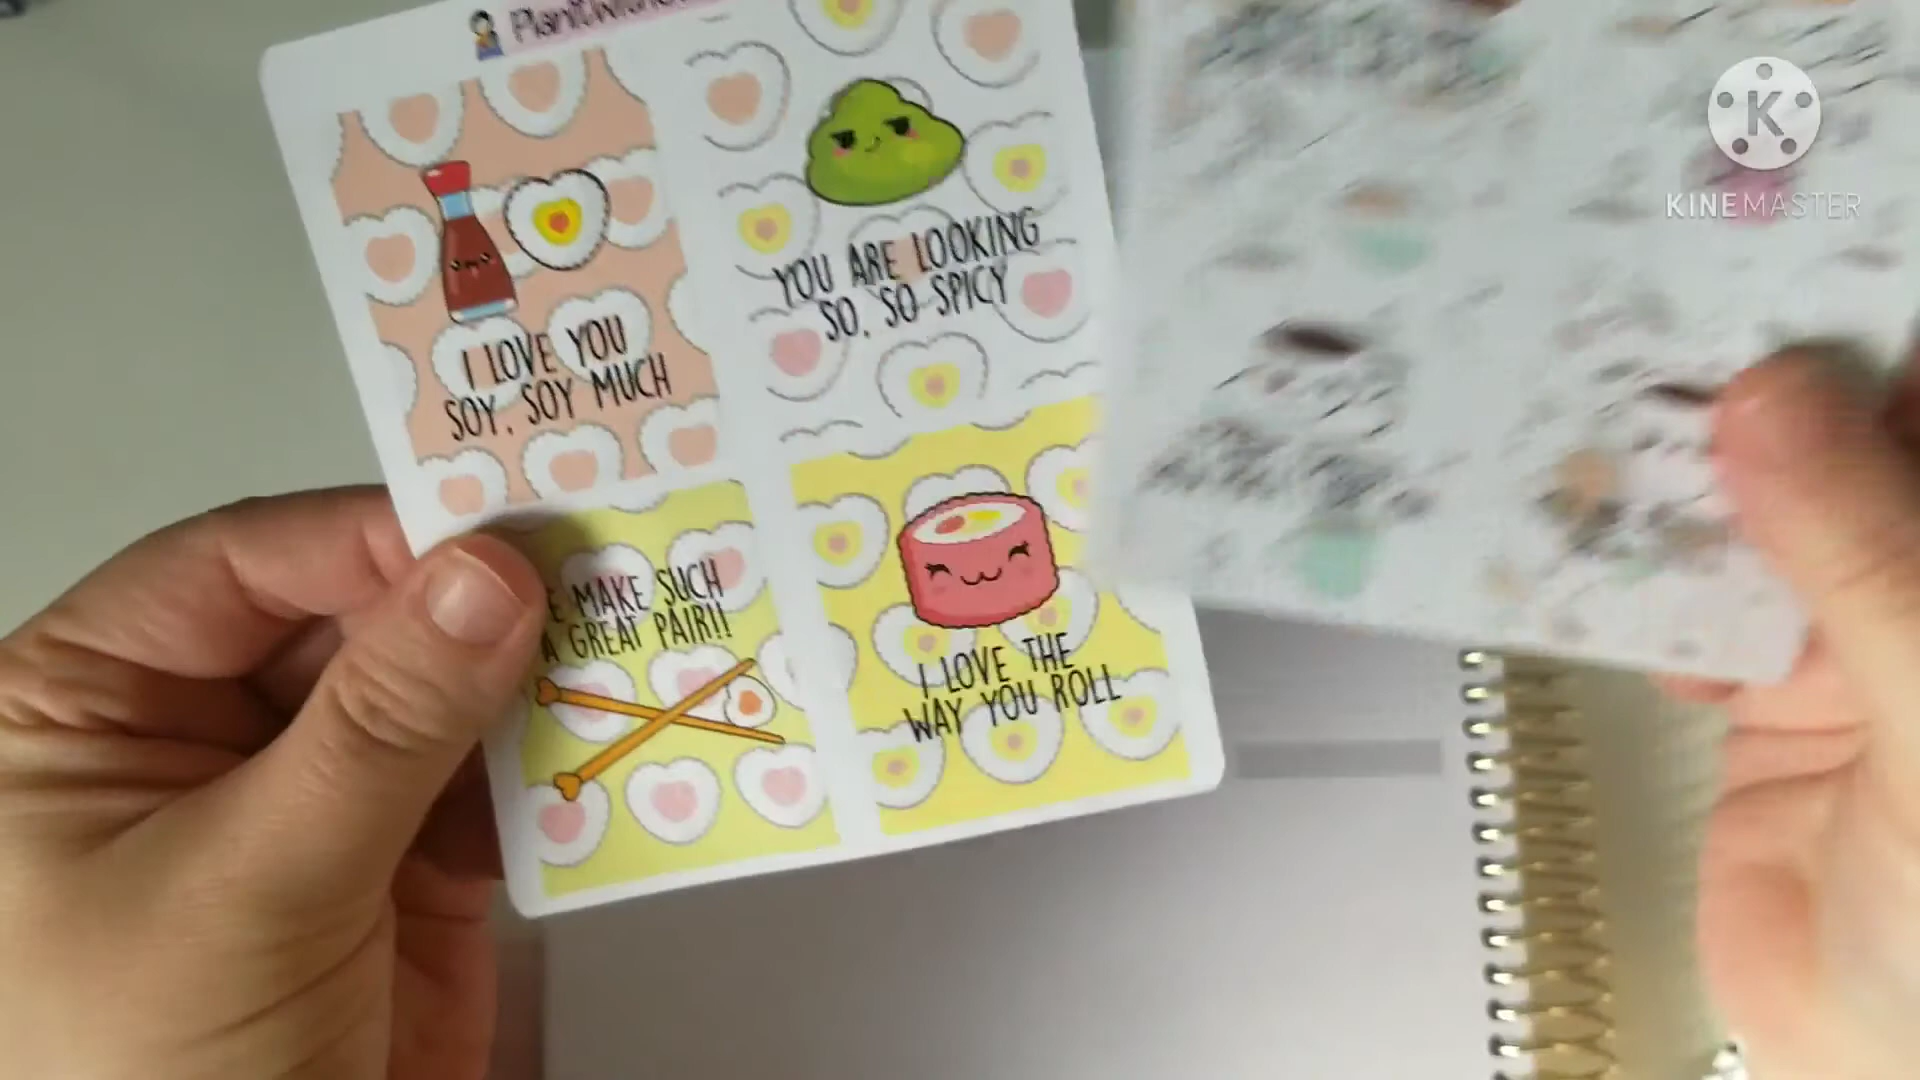 I LOVE YOU
SOY, SOY MUCH
YOU ARE LOOKING
SO, SO SPICY
MAKE SUCH
A GREAT PAIR!!
I LOVE THE
WAY YOU ROLL
K
KINEMASTER